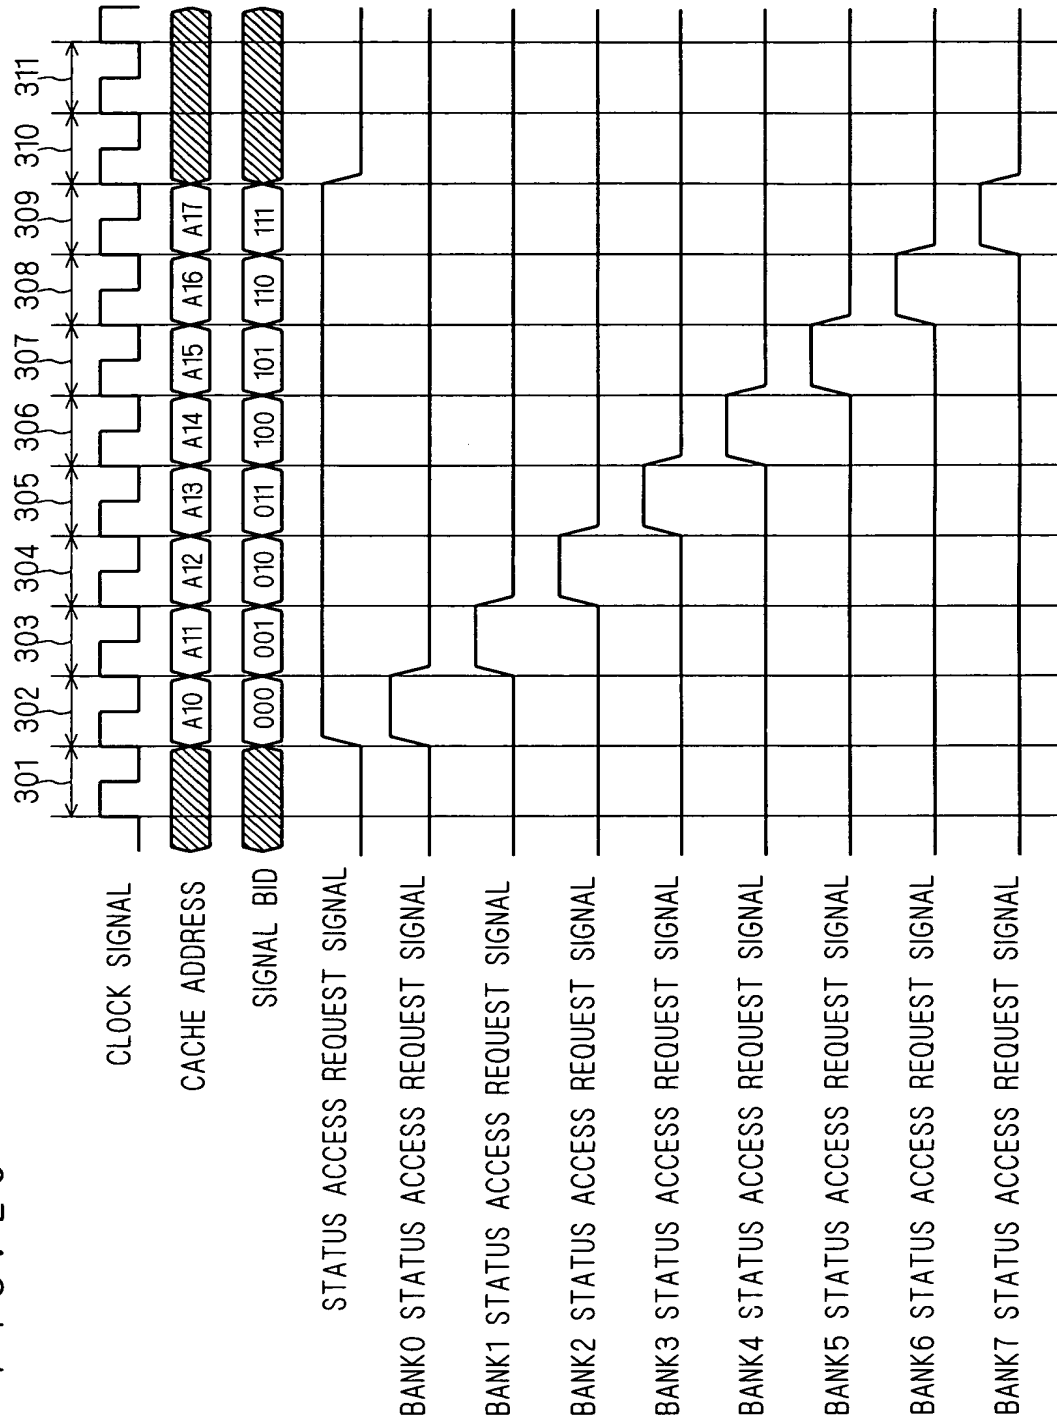 301 302 303 304 305 306 307 308 309 310 311
CLOCK SIGNAL
CACHE ADDRESS A10 A11 A12 A13 A14 A15 A16 A17
SIGNAL BID 000 001 010 011 100 101 110 111
STATUS ACCESS REQUEST SIGNAL
BANK0 STATUS ACCESS REQUEST SIGNAL
BANK1 STATUS ACCESS REQUEST SIGNAL
BANK2 STATUS ACCESS REQUEST SIGNAL
BANK3 STATUS ACCESS REQUEST SIGNAL
BANK4 STATUS ACCESS REQUEST SIGNAL
BANK5 STATUS ACCESS REQUEST SIGNAL
BANK6 STATUS ACCESS REQUEST SIGNAL
BANK7 STATUS ACCESS REQUEST SIGNAL